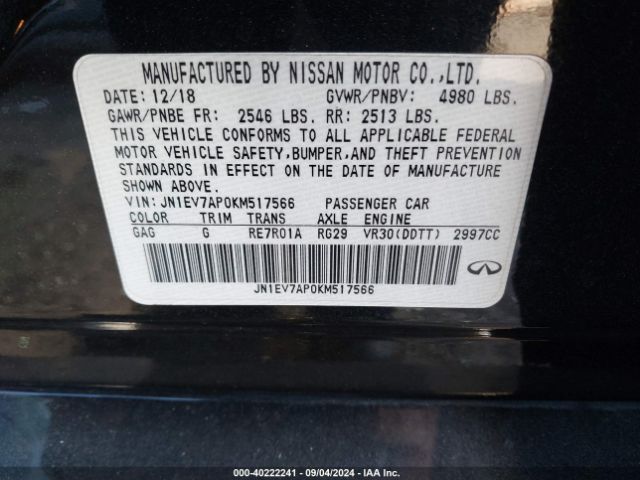 MANUFACTURED BY NISSAN MOTOR CO.,LTD.
DATE: 12/18 GVWR/PNBV: 4980 LBS.
GAWR/PNBE FR: 2546 LBS. RR: 2513 LBS.
THIS VEHICLE CONFORMS TO ALL APPLICABLE FEDERAL
MOTOR VEHICLE SAFETY,BUMPER,AND THEFT PREVENTION
STANDARDS IN EFFECT ON THE DATE OF MANUFACTURE
SHOWN ABOVE.
VIN: JN1EV7AP0KM517566 PASSENGER CAR
COLOR TRIM TRANS AXLE ENGINE
GAG G RE7R01A RG29 VR30(DDTT) 2997CC
JN1EV7AP0KM517566
000-40222241 - 09/04/2024 - IAA Inc.